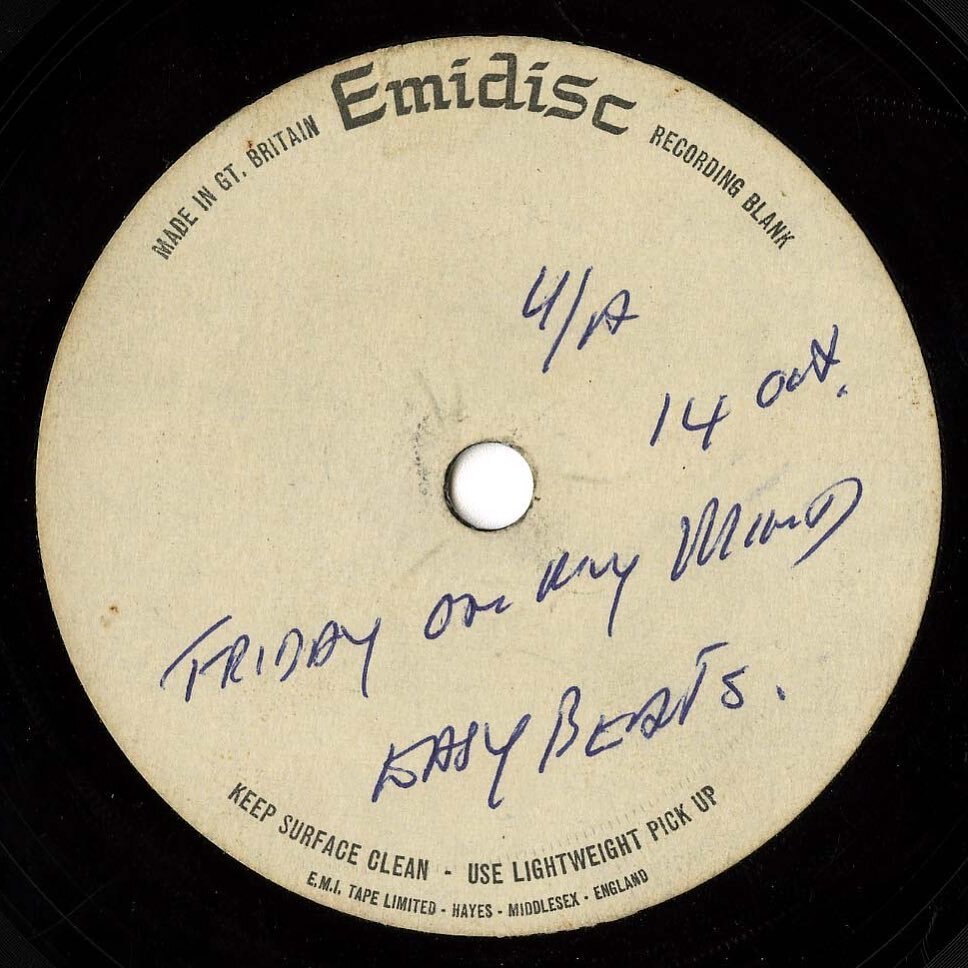 Emidisc
MADE IN GT. BRITAIN
RECORDING BLANK
U/A
14 Oct.
FRIDAY on my MIND
EASY BEATS.
KEEP SURFACE CLEAN - USE LIGHTWEIGHT PICK UP
E.M.I. TAPE LIMITED - HAYES - MIDDLESEX - ENGLAND